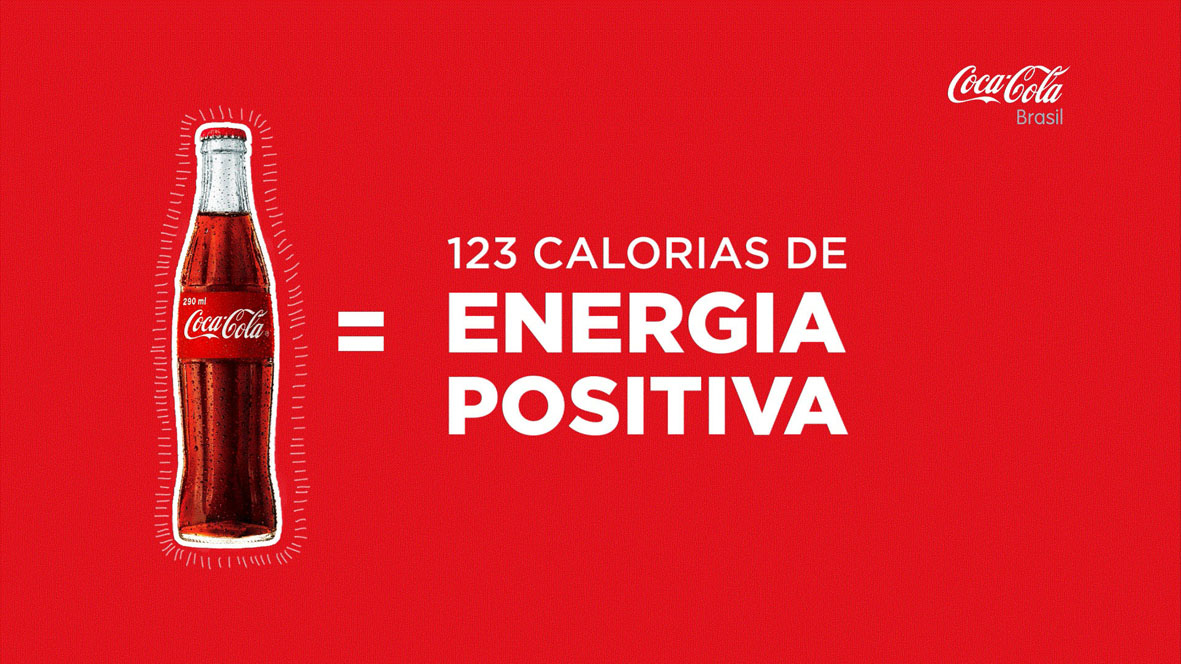 Coca-Cola
Brasil
290 ml
Coca-Cola
=
123 CALORIAS DE
ENERGIA
POSITIVA